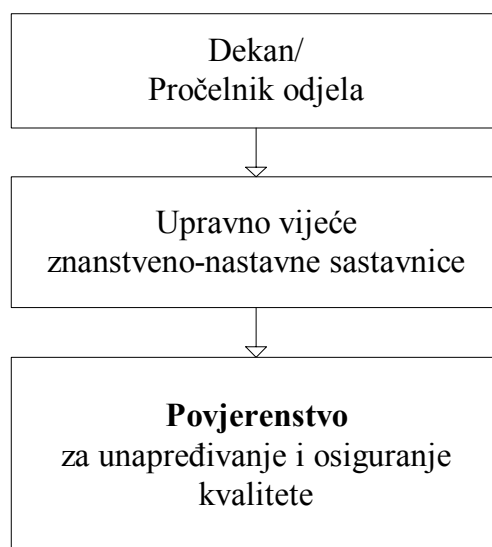 Dekan/
Pročelnik odjela
Upravno vijeće
znanstveno-nastavne sastavnice
Povjerenstvo
za unapređivanje i osiguranje
kvalitete